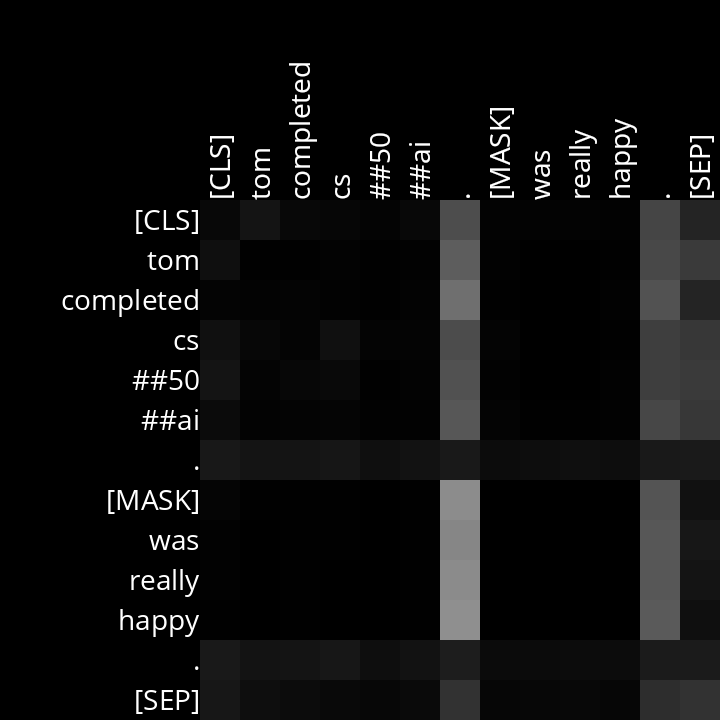 [CLS] tom completed cs ##50 ##ai . [MASK] was really happy . [SEP]
[CLS]
tom
completed
cs
##50
##ai
.
[MASK]
was
really
happy
.
[SEP]